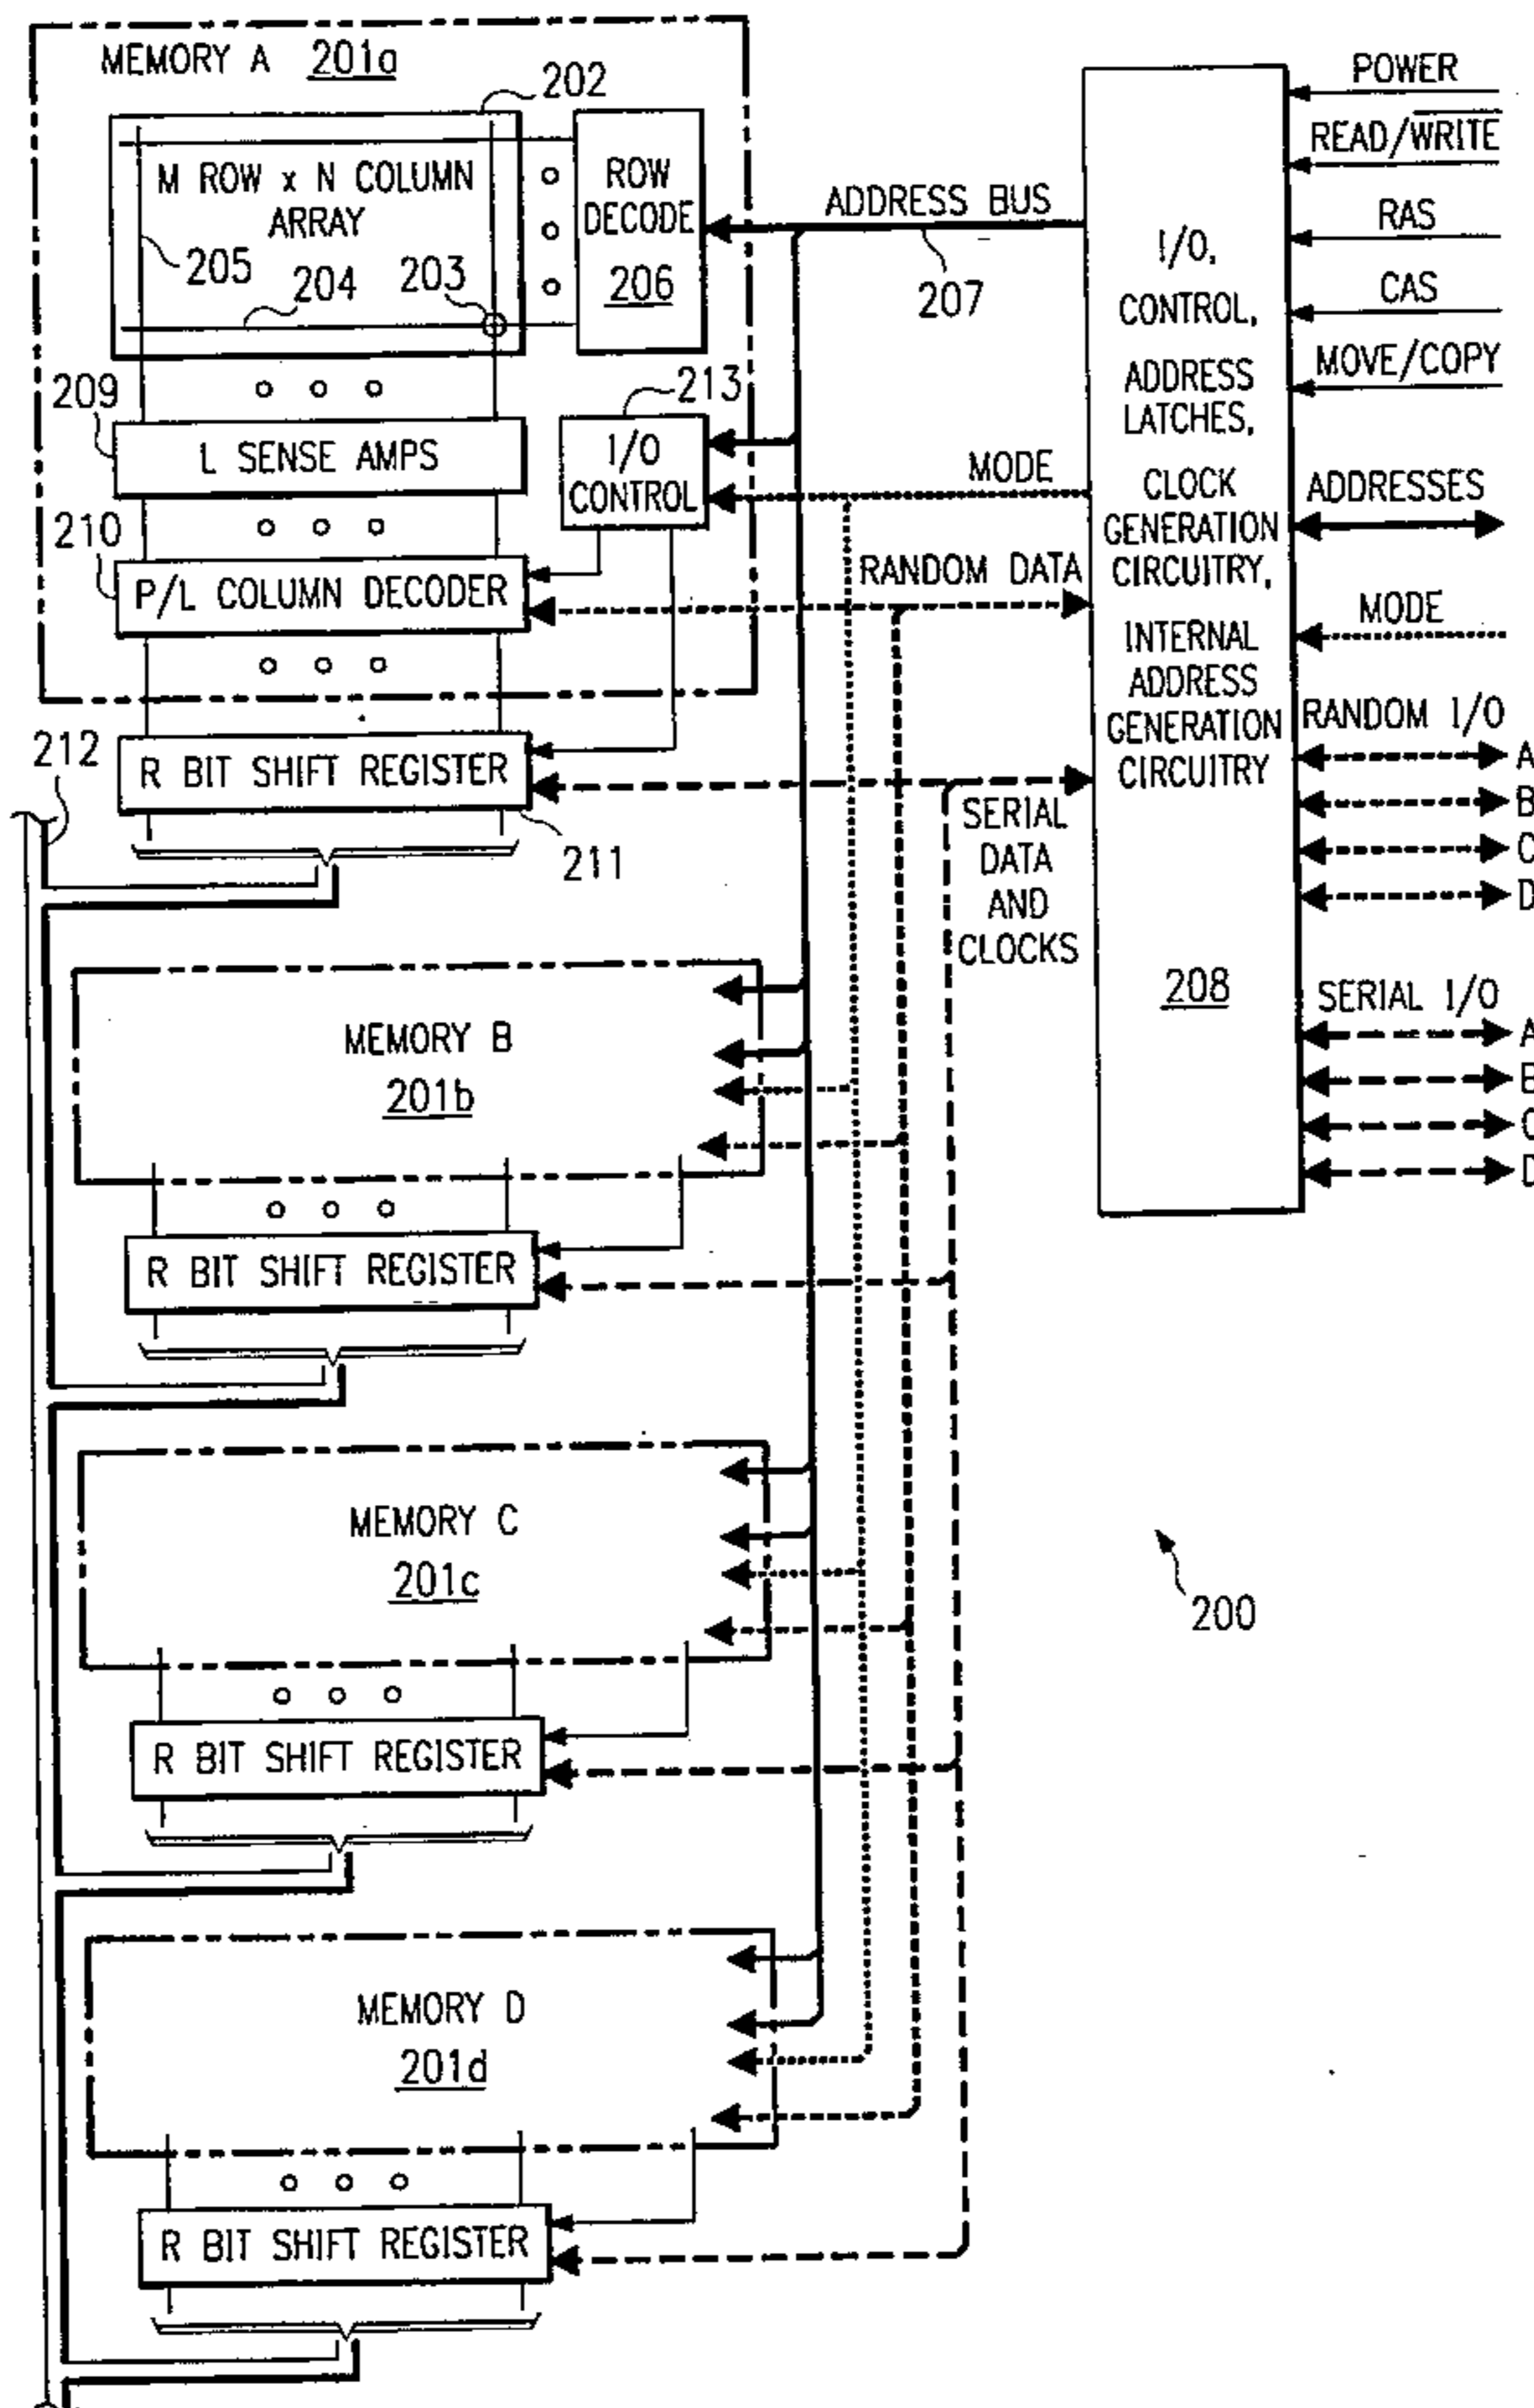 MEMORY A 201a
202
M ROW x N COLUMN
ARRAY
205
204
203
ROW
DECODE
206
ADDRESS BUS
207
209
L SENSE AMPS
213
I/O
CONTROL
MODE
210
P/L COLUMN DECODER
RANDOM DATA
212
R BIT SHIFT REGISTER
211
SERIAL
DATA
AND
CLOCKS
I/O,
CONTROL,
ADDRESS
LATCHES,
CLOCK
GENERATION
CIRCUITRY,
INTERNAL
ADDRESS
GENERATION
CIRCUITRY
208
POWER
READ/WRITE
RAS
CAS
MOVE/COPY
ADDRESSES
MODE
RANDOM I/O
A
B
C
D
SERIAL I/O
A
B
C
D
MEMORY B
201b
R BIT SHIFT REGISTER
MEMORY C
201c
R BIT SHIFT REGISTER
200
MEMORY D
201d
R BIT SHIFT REGISTER